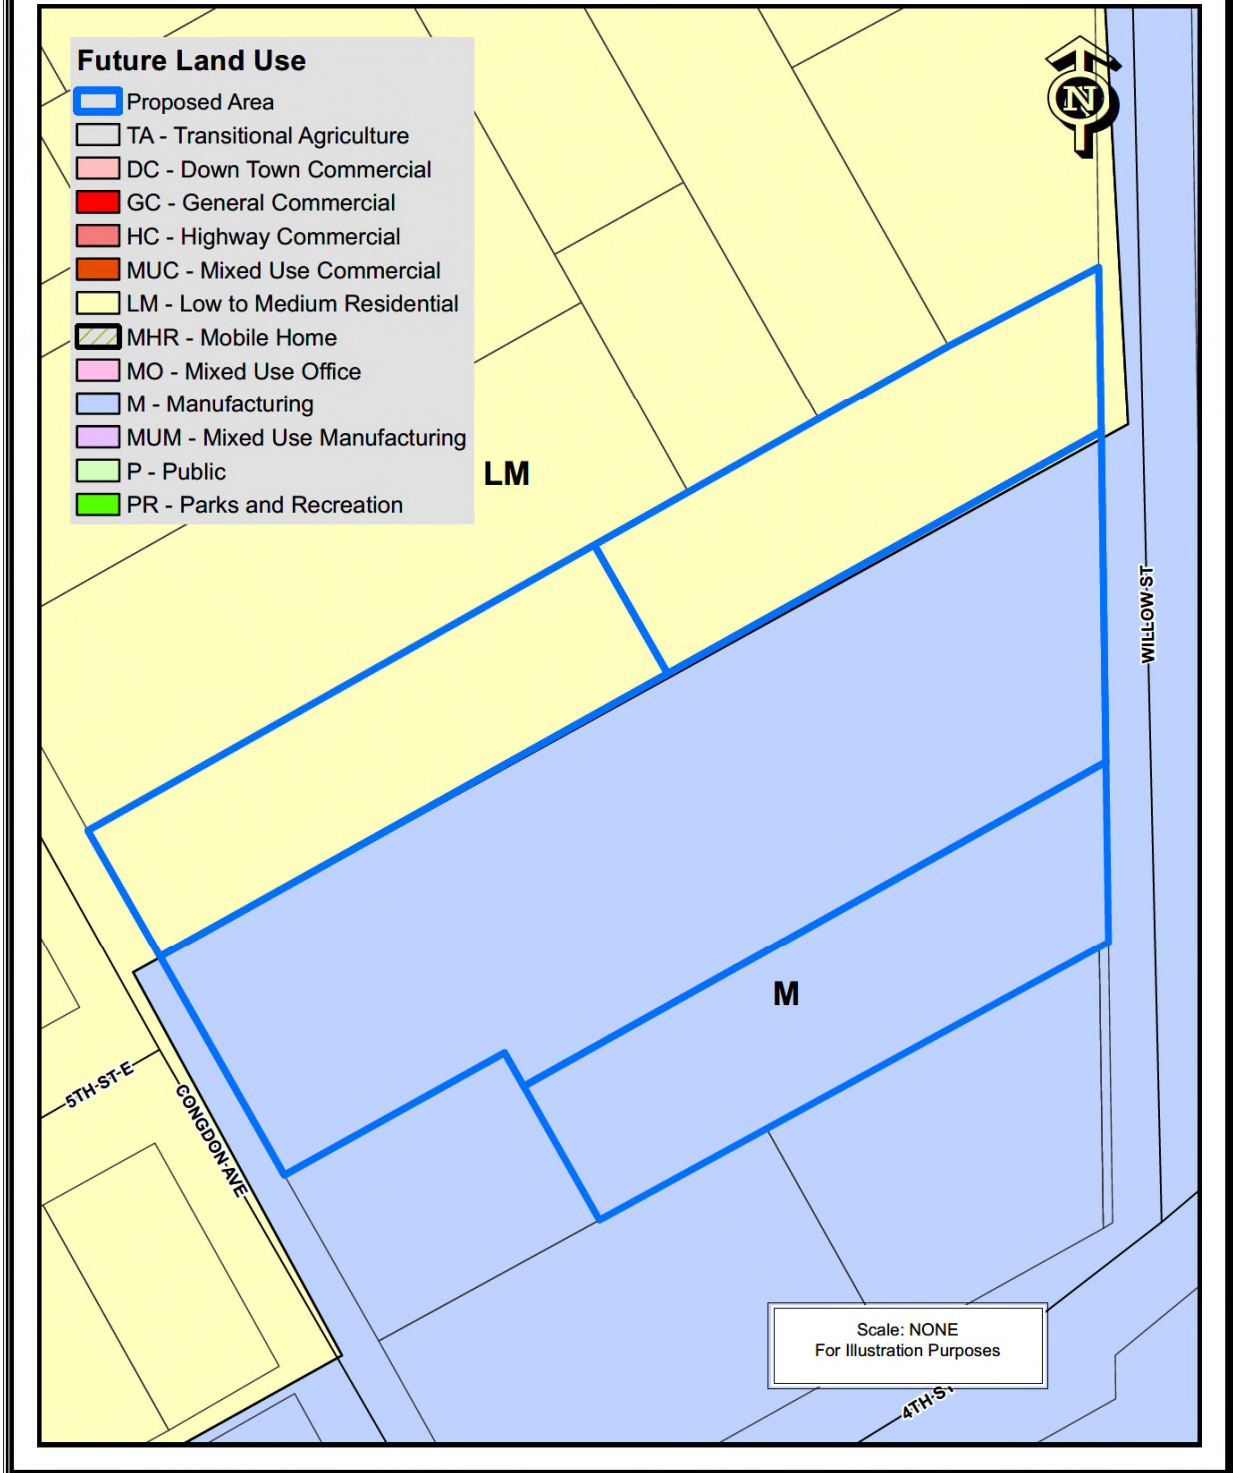 Future Land Use
Proposed Area
TA - Transitional Agriculture
DC - Down Town Commercial
GC - General Commercial
HC - Highway Commercial
MUC - Mixed Use Commercial
LM - Low to Medium Residential
MHR - Mobile Home
MO - Mixed Use Office
M - Manufacturing
MUM - Mixed Use Manufacturing
P - Public
PR - Parks and Recreation
N
LM
WILLOW ST
M
5TH ST E
CONGDON AVE
Scale: NONE
For Illustration Purposes
4TH ST